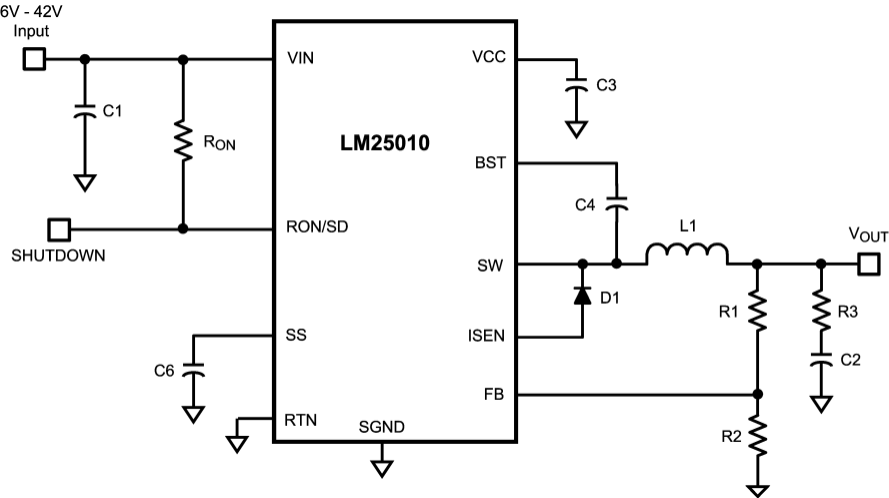 6V - 42V
Input
VIN
VCC
C3
C1
RON
LM25010
BST
C4
L1
VOUT
SHUTDOWN
RON/SD
SW
D1
R1
R3
SS
ISEN
C2
C6
FB
RTN
SGND
R2